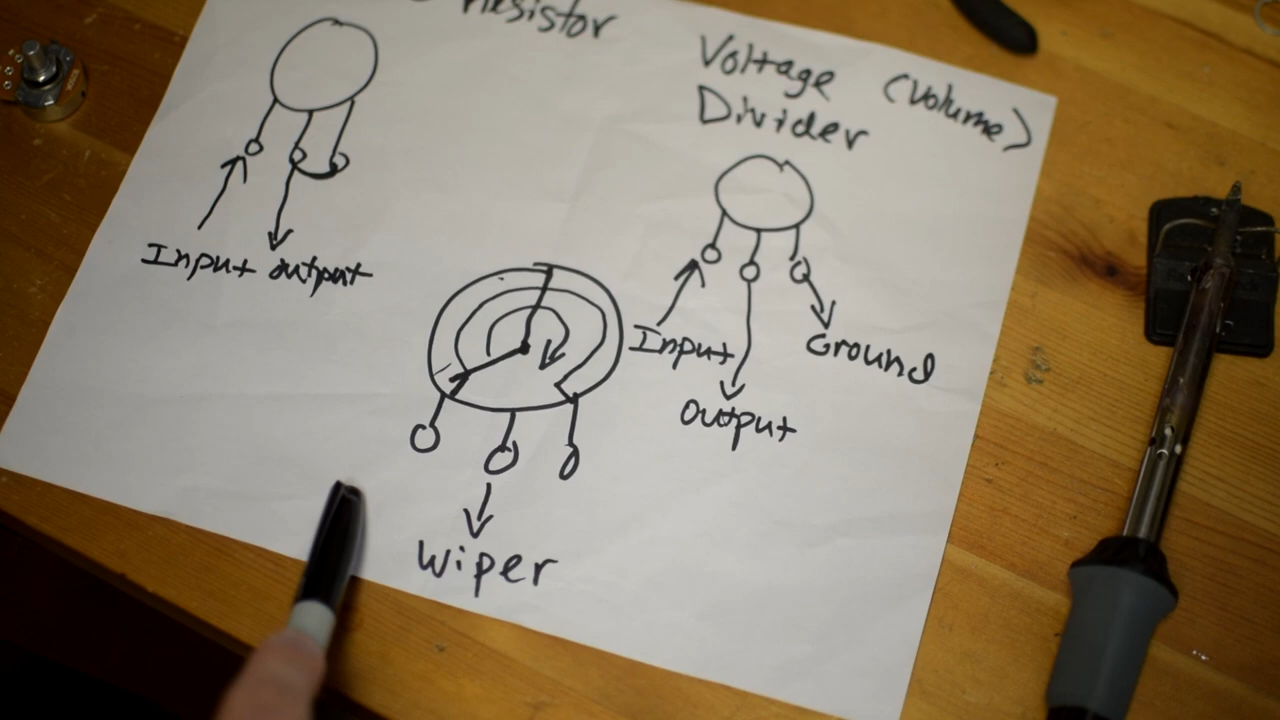 Resistor
Voltage (Volume)
Divider
Input output
Input
Ground
Output
Wiper